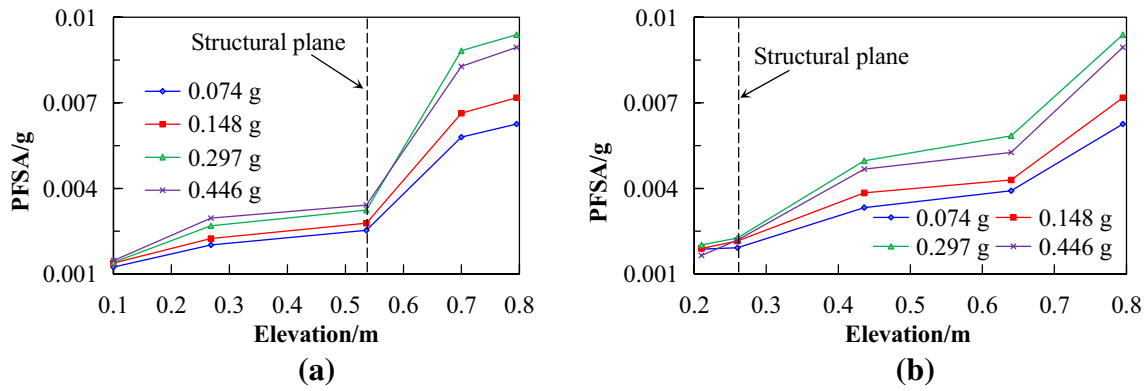 0.01
0.007
0.004
0.001
PFSA/g
Structural plane
0.074 g
0.148 g
0.297 g
0.446 g
0.1 0.2 0.3 0.4 0.5 0.6 0.7 0.8
Elevation/m
(a)
0.01
0.007
0.004
0.001
PFSA/g
Structural plane
0.074 g 0.148 g
0.297 g 0.446 g
0.2 0.3 0.4 0.5 0.6 0.7 0.8
Elevation/m
(b)